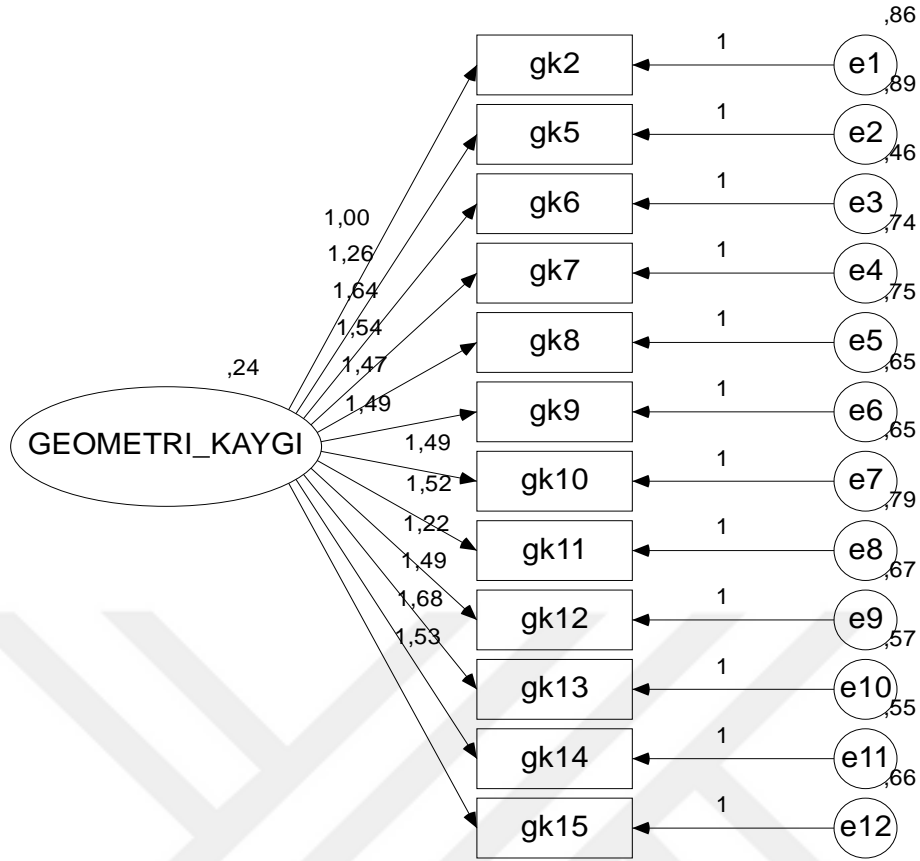 ,86
1
gk2
e1
,89
1
gk5
e2
,46
1
gk6
e3
1,00
,74
1,26
1
gk7
e4
1,64
,75
1,54
1
gk8
e5
,24
1,47
,65
1,49
1
gk9
e6
GEOMETRI_KAYGI
1,49
,65
1
gk10
e7
1,52
,79
1,22
1
gk11
e8
1,49
,67
1,68
1
gk12
e9
1,53
,57
1
gk13
e10
,55
1
gk14
e11
,66
1
gk15
e12